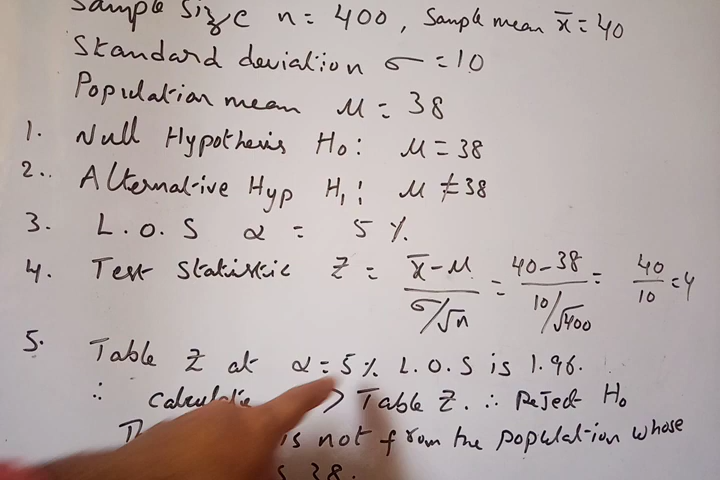 Sample size n = 400, Sample mean x̄ = 40
Standard deviation σ = 10
Population mean μ = 38
1. Null Hypothesis H₀: μ = 38
2.. Alternative Hyp H₁: μ ≠ 38
3. L.O.S α = 5 %.
4. Test Statistic Z = (x̄ - μ)/(σ/√n) = (40 - 38)/(10/√400) = 40/10 = 4
5. Table Z at α = 5 % L.O.S is 1.96.
∴ calculate > Table Z. ∴ Reject H₀
is not from the population whose
38.